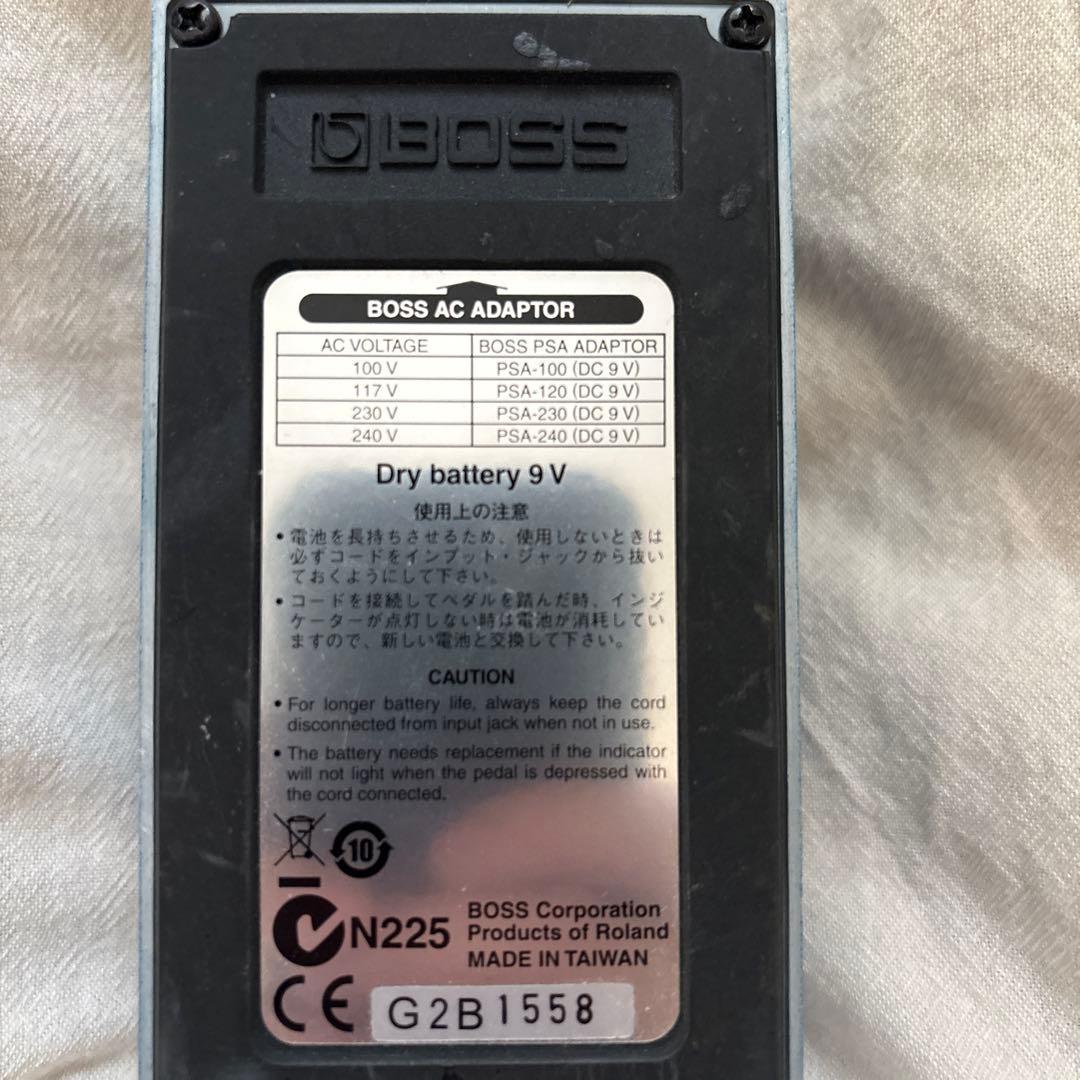 BOSS
BOSS AC ADAPTOR
AC VOLTAGE BOSS PSA ADAPTOR
100 V PSA-100 (DC 9 V)
117 V PSA-120 (DC 9 V)
230 V PSA-230 (DC 9 V)
240 V PSA-240 (DC 9 V)
Dry battery 9 V
使用上の注意
• 電池を長持ちさせるため、使用しないときは
必ずコードをインプット・ジャックから抜い
ておくようにして下さい。
• コードを接続してペダルを踏んだ時、インジ
ケーターが点灯しない時は電池が消耗してい
ますので、新しい電池と交換して下さい。
CAUTION
• For longer battery life, always keep the cord
disconnected from input jack when not in use.
• The battery needs replacement if the indicator
will not light when the pedal is depressed with
the cord connected.
10
N225
BOSS Corporation
Products of Roland
MADE IN TAIWAN
CE
G2B1558